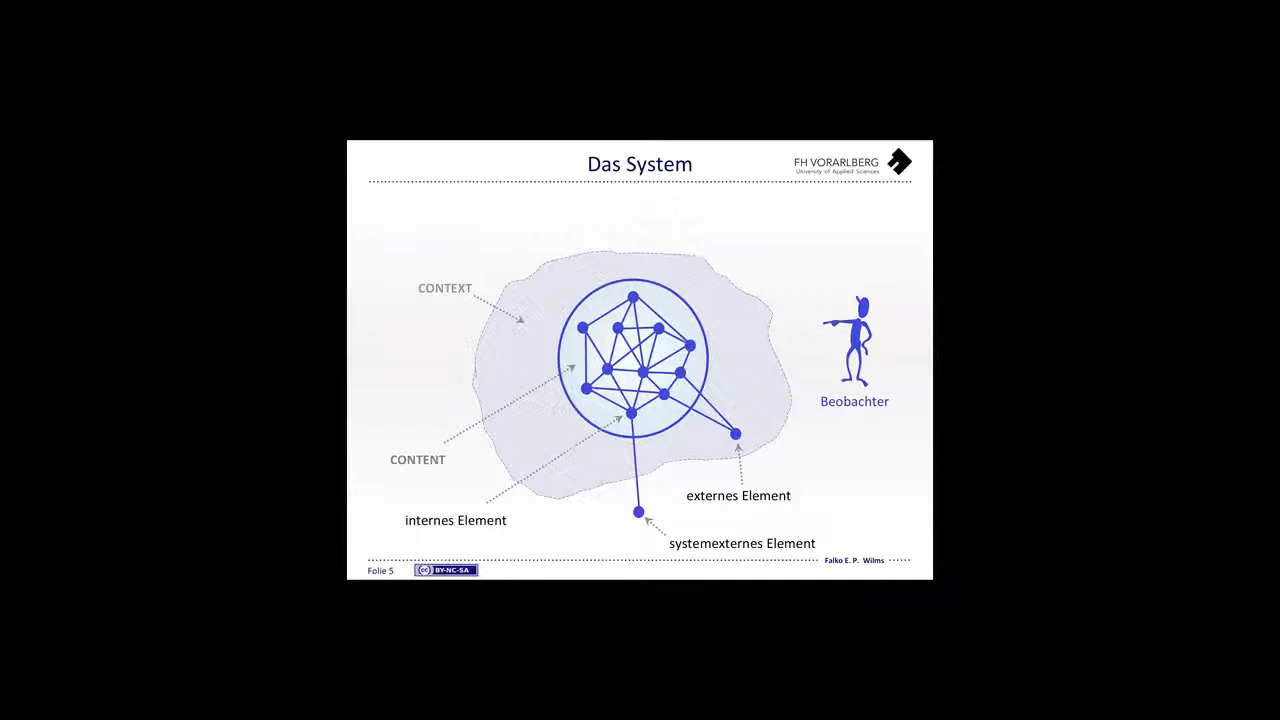 Das System
FH VORARLBERG
University of Applied Sciences
CONTEXT
Beobachter
CONTENT
externes Element
internes Element
systemexternes Element
Falko E. P. Wilms
Folie 5
cc BY-NC-SA